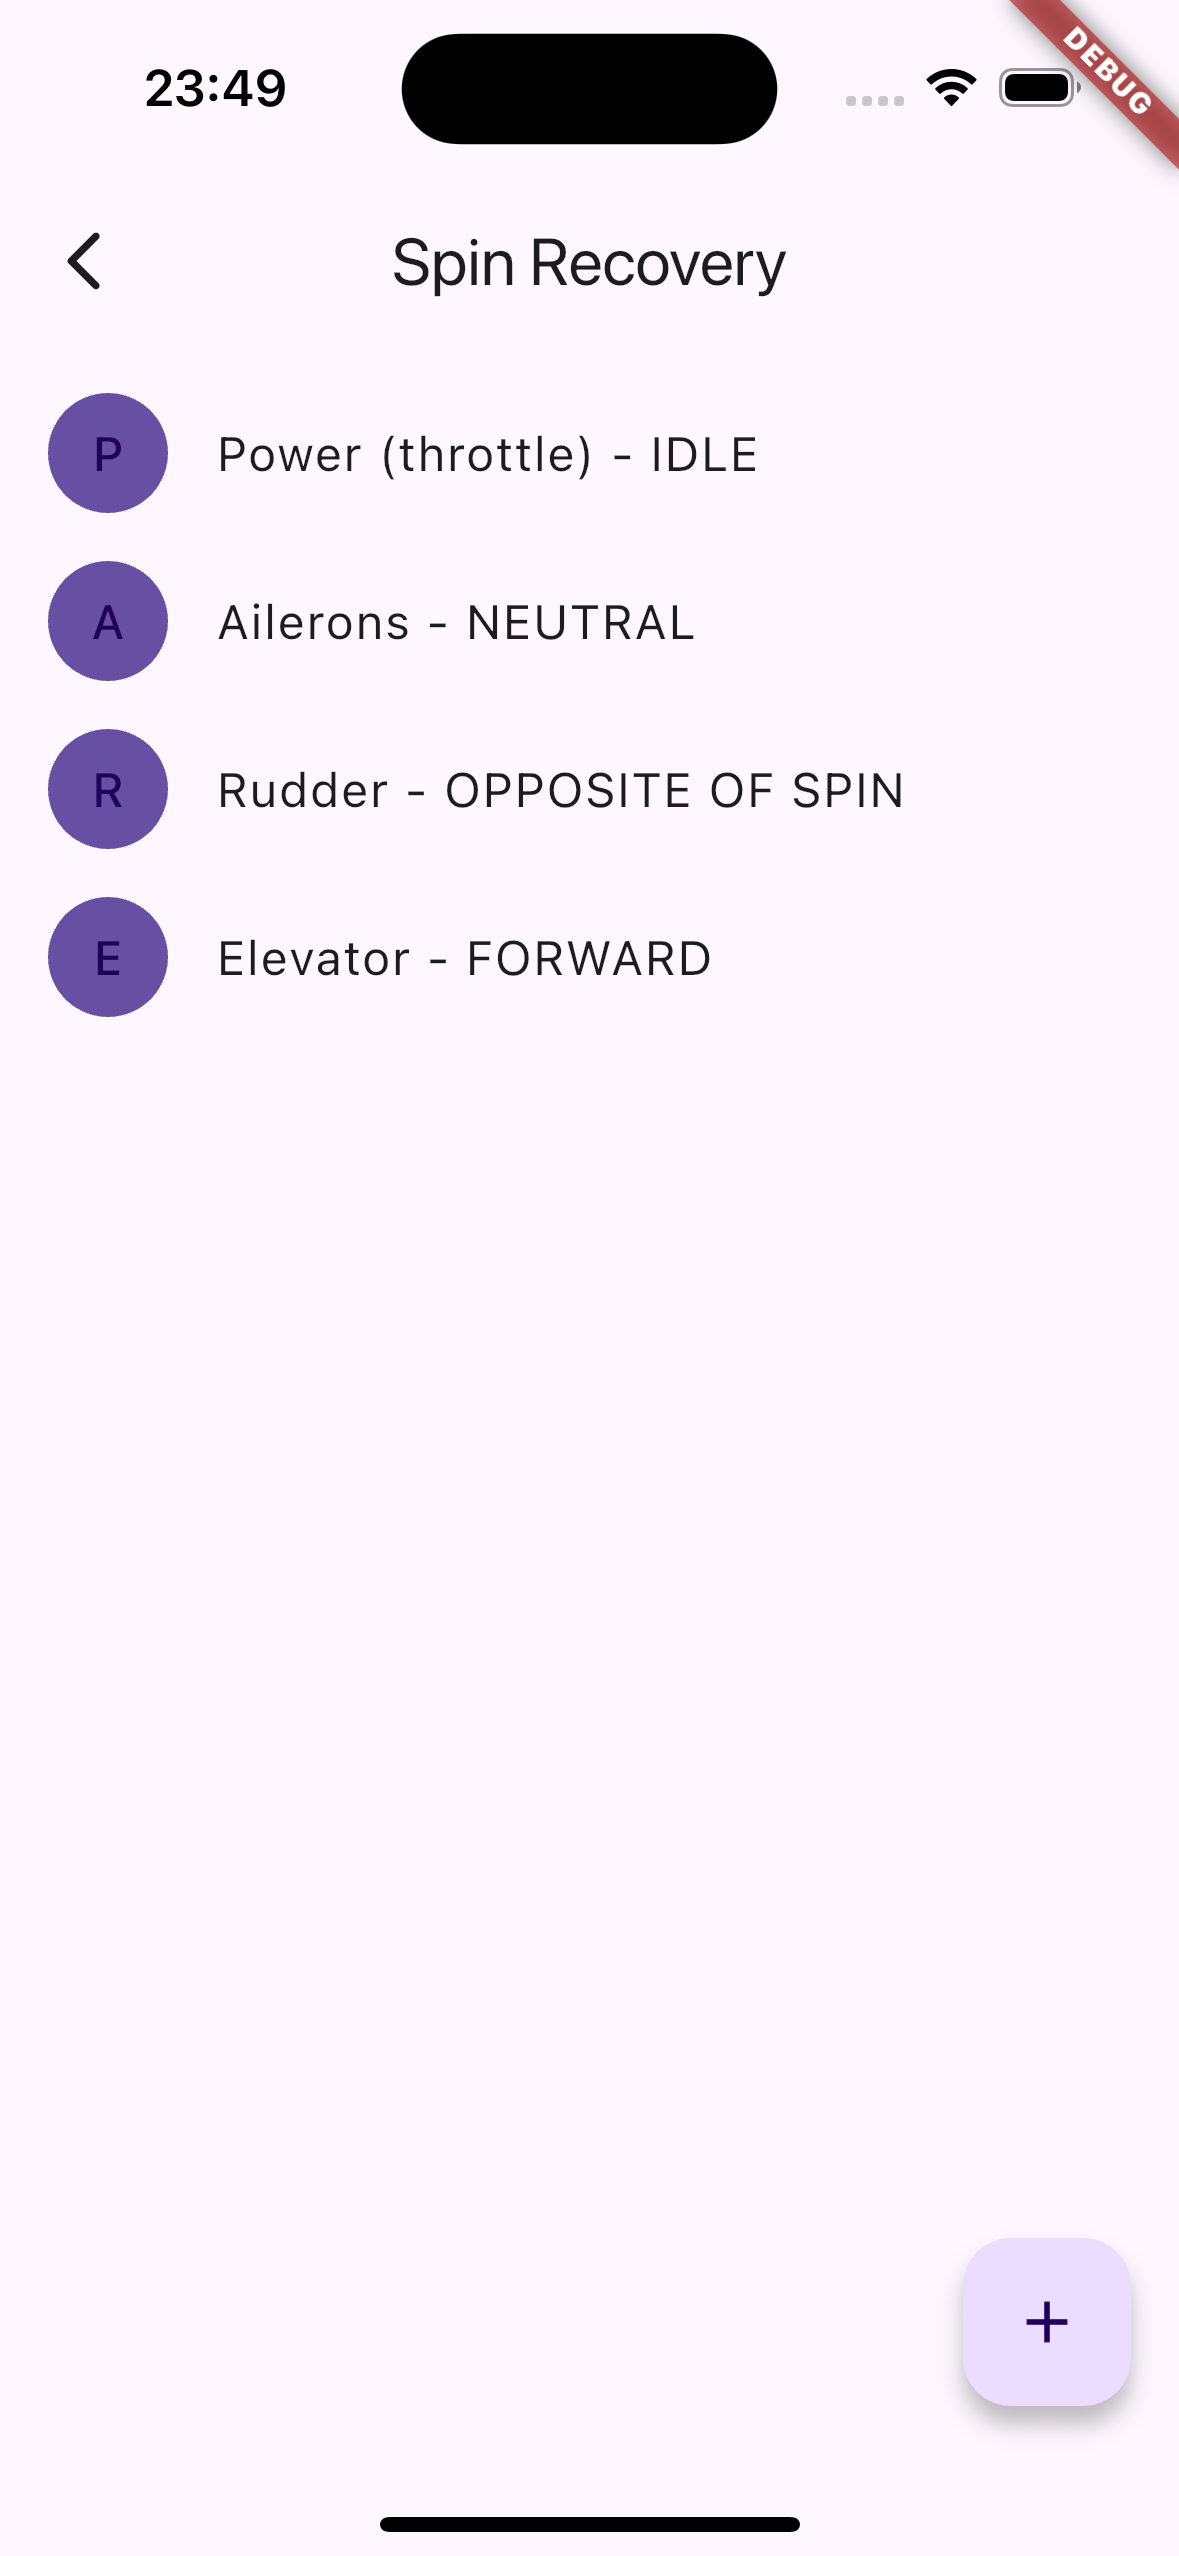 23:49
DEBUG
Spin Recovery
P Power (throttle) - IDLE
A Ailerons - NEUTRAL
R Rudder - OPPOSITE OF SPIN
E Elevator - FORWARD
+